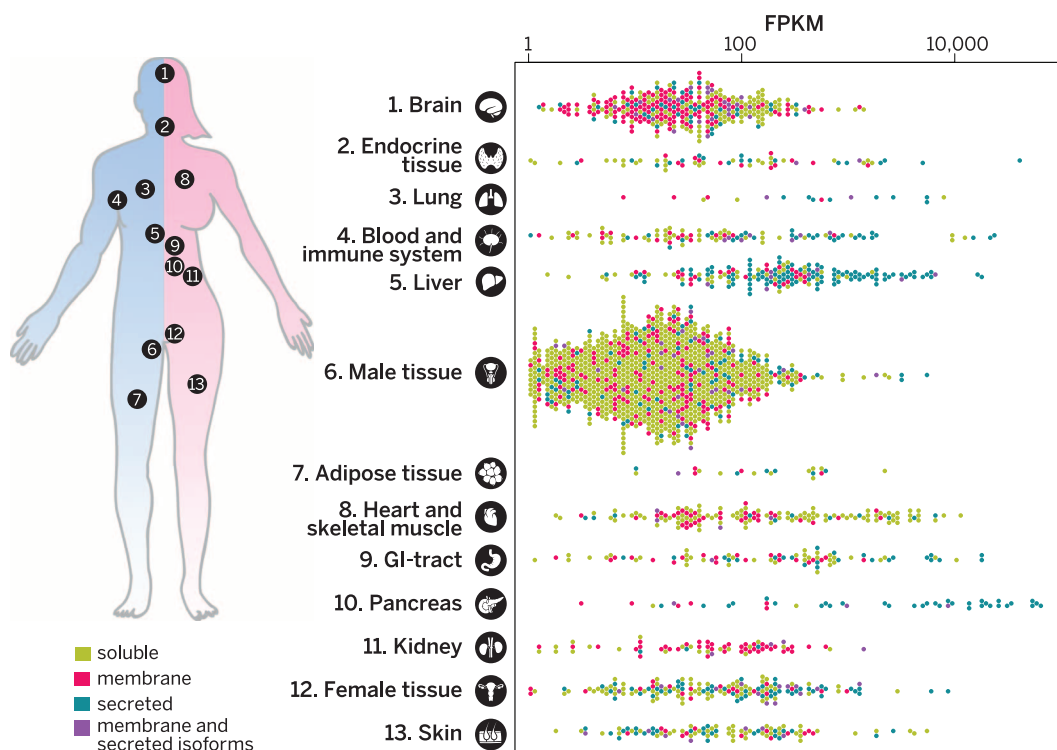 FPKM
1 100 10,000
1. Brain
2. Endocrine
tissue
3. Lung
4. Blood and
immune system
5. Liver
6. Male tissue
7. Adipose tissue
8. Heart and
skeletal muscle
9. GI-tract
10. Pancreas
11. Kidney
12. Female tissue
13. Skin
1
2
3
8
4
5
9
10
11
12
6
13
7
soluble
membrane
secreted
membrane and
secreted isoforms